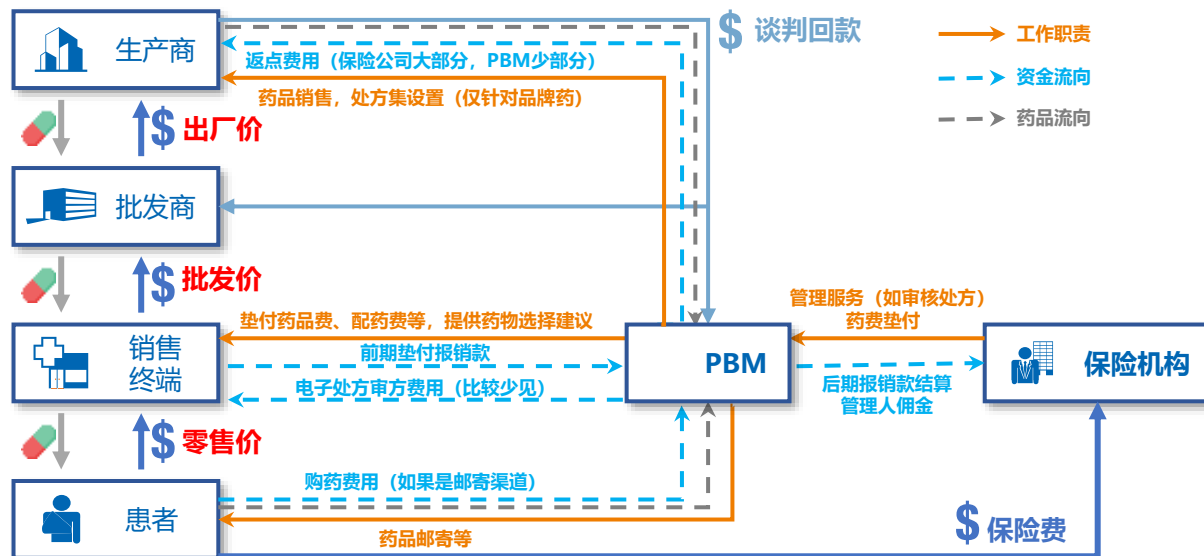 生产商
$ 谈判回款
工作职责
资金流向
药品流向
返点费用（保险公司大部分，PBM少部分）
药品销售，处方集设置（仅针对品牌药）
$ 出厂价
批发商
$ 批发价
管理服务（如审核处方）
药费垫付
垫付药品费、配药费等，提供药物选择建议
销售
终端
前期垫付报销款
电子处方审方费用（比较少见）
PBM
后期报销款结算
管理人佣金
保险机构
$ 零售价
购药费用（如果是邮寄渠道）
患者
药品邮寄等
$ 保险费